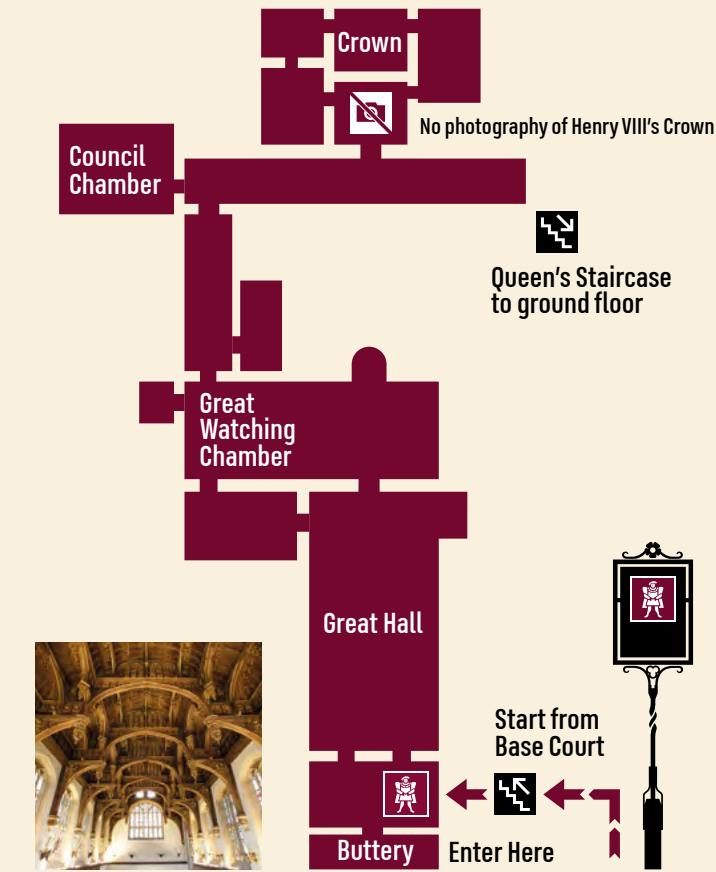 Crown
No photography of Henry VIII's Crown
Council
Chamber
Queen's Staircase
to ground floor
Great
Watching
Chamber
Great Hall
Start from
Base Court
Buttery
Enter Here